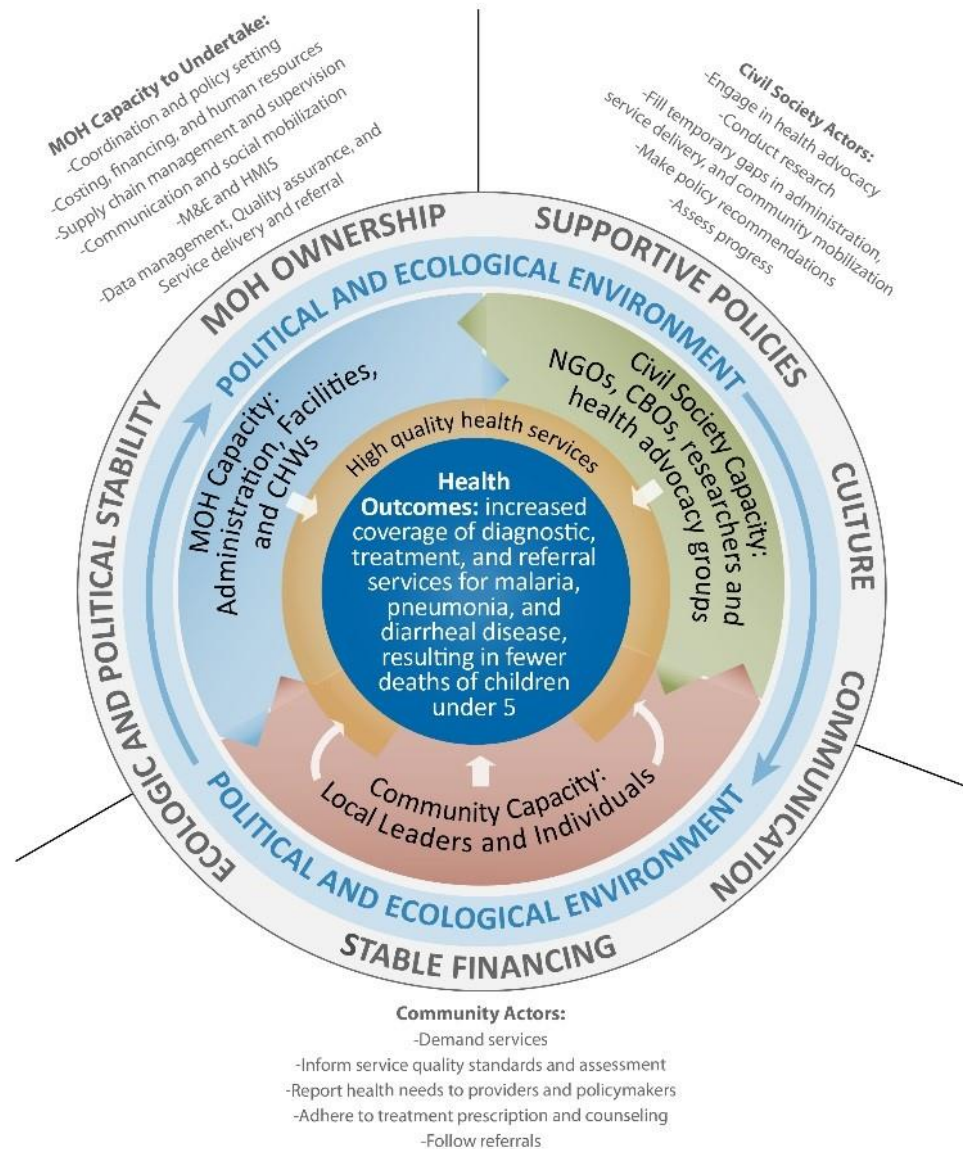 MOH Capacity to Undertake:
-Coordination and policy setting
-Costing, financing, and human resources
-Supply chain management and supervision
-Communication and social mobilization
-M&E and HMIS
-Data management, Quality assurance, and
Service delivery and referral
Civil Society Actors:
-Engage in health advocacy
-Conduct research
-Fill temporary gaps in administration,
service delivery, and community mobilization
-Make policy recommendations
-Assess progress
MOH OWNERSHIP
SUPPORTIVE POLICIES
CULTURE
COMMUNICATION
STABLE FINANCING
ECOLOGIC AND POLITICAL STABILITY
POLITICAL AND ECOLOGICAL ENVIRONMENT
POLITICAL AND ECOLOGICAL ENVIRONMENT
MOH Capacity:
Administration, Facilities,
and CHWs
Civil Society Capacity:
NGOs, CBOs, researchers and
health advocacy groups
High quality health services
Health
Outcomes: increased
coverage of diagnostic,
treatment, and referral
services for malaria,
pneumonia, and
diarrheal disease,
resulting in fewer
deaths of children
under 5
Community Capacity:
Local Leaders and Individuals
Community Actors:
-Demand services
-Inform service quality standards and assessment
-Report health needs to providers and policymakers
-Adhere to treatment prescription and counseling
-Follow referrals